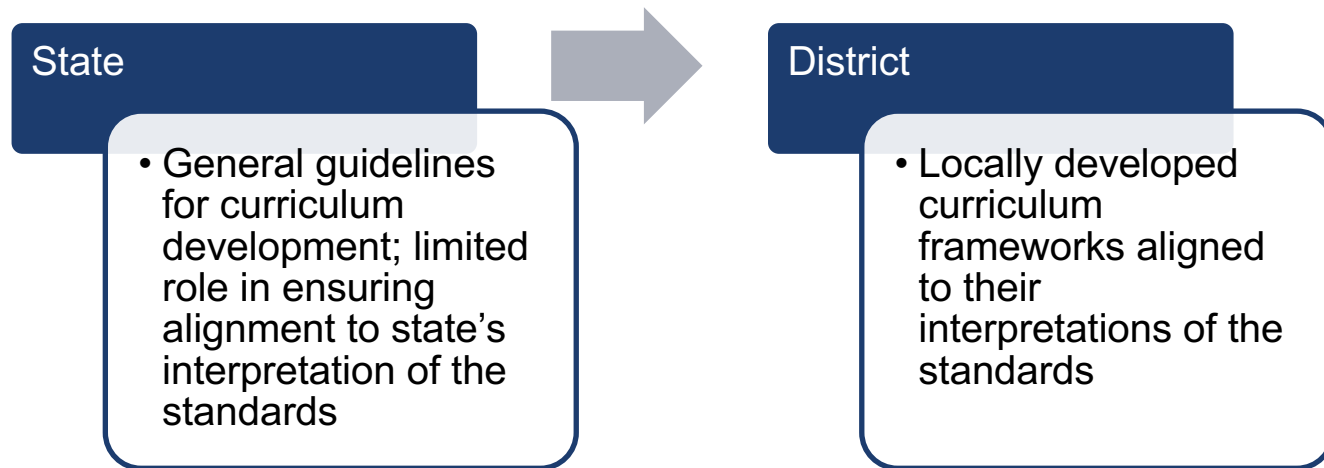 State
• General guidelines
for curriculum
development; limited
role in ensuring
alignment to state’s
interpretation of the
standards
District
• Locally developed
curriculum
frameworks aligned
to their
interpretations of the
standards